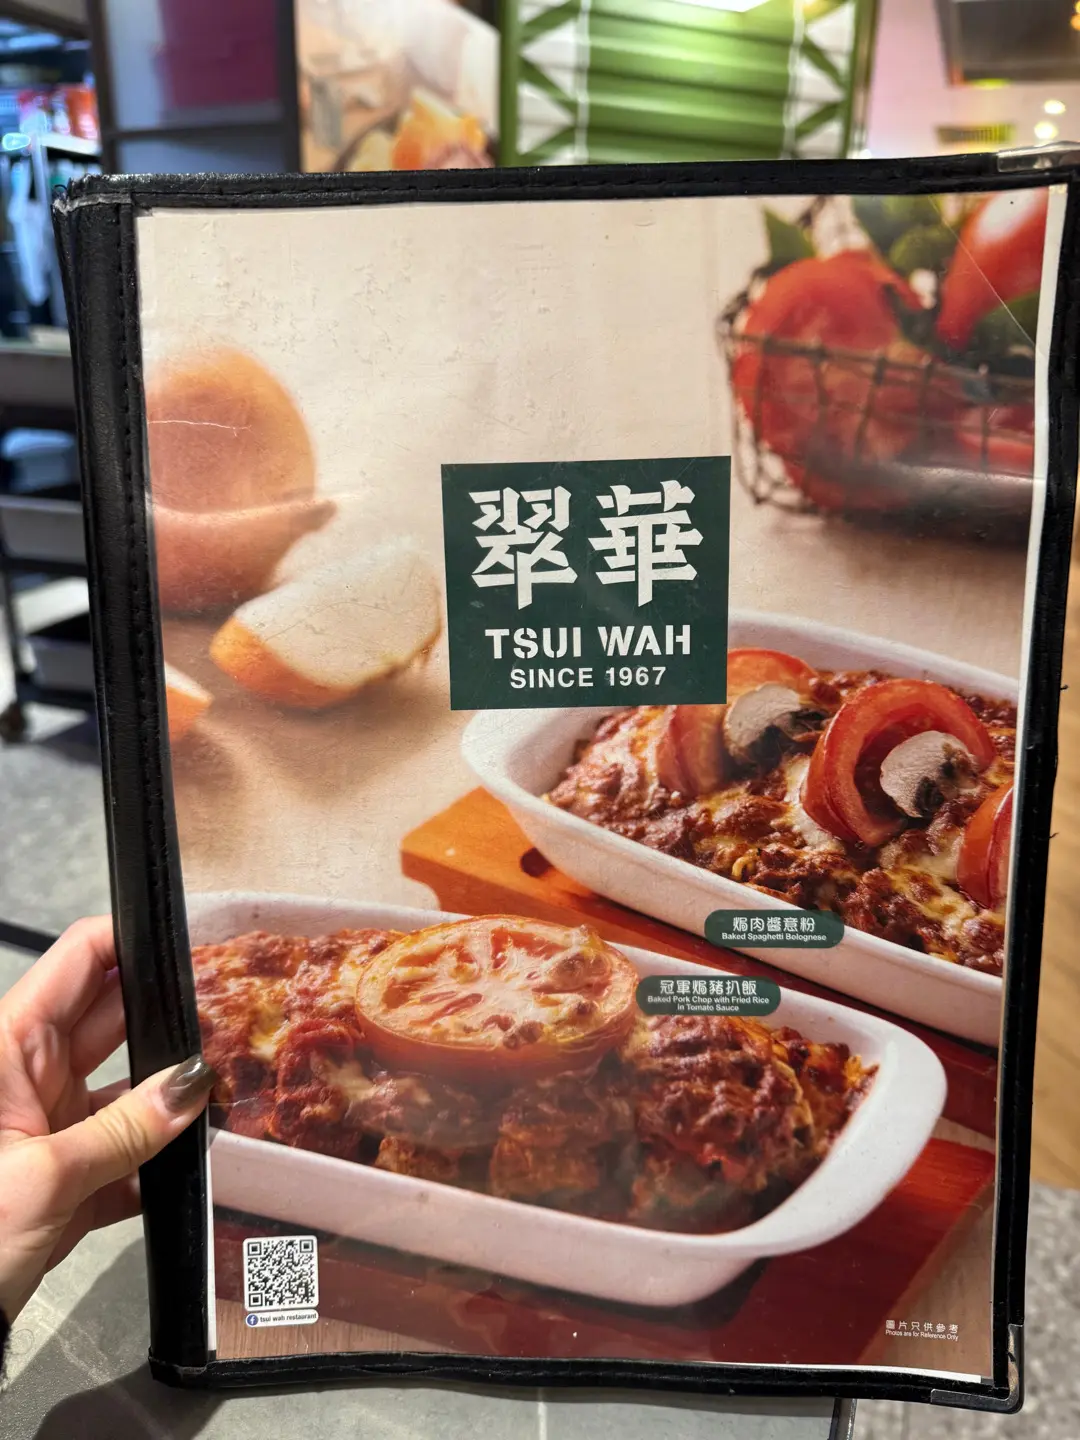 翠華
TSUI WAH
SINCE 1967
焗肉醬意粉
Baked Spaghetti Bolognese
冠軍焗豬扒飯
Baked Pork Chop with Fried Rice
in Tomato Sauce
tsui wah restaurant
圖片只供參考
Photos are for Reference Only